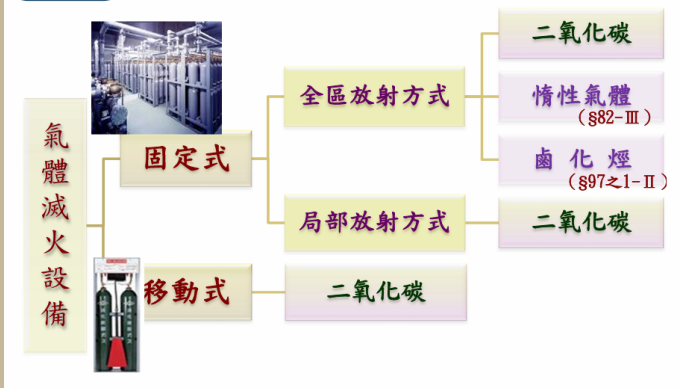 氣體滅火設備
固定式
全區放射方式
二氧化碳
惰性氣體
(§82-Ⅲ)
鹵化烴
(§97之1-Ⅱ)
局部放射方式
二氧化碳
移動式
二氧化碳